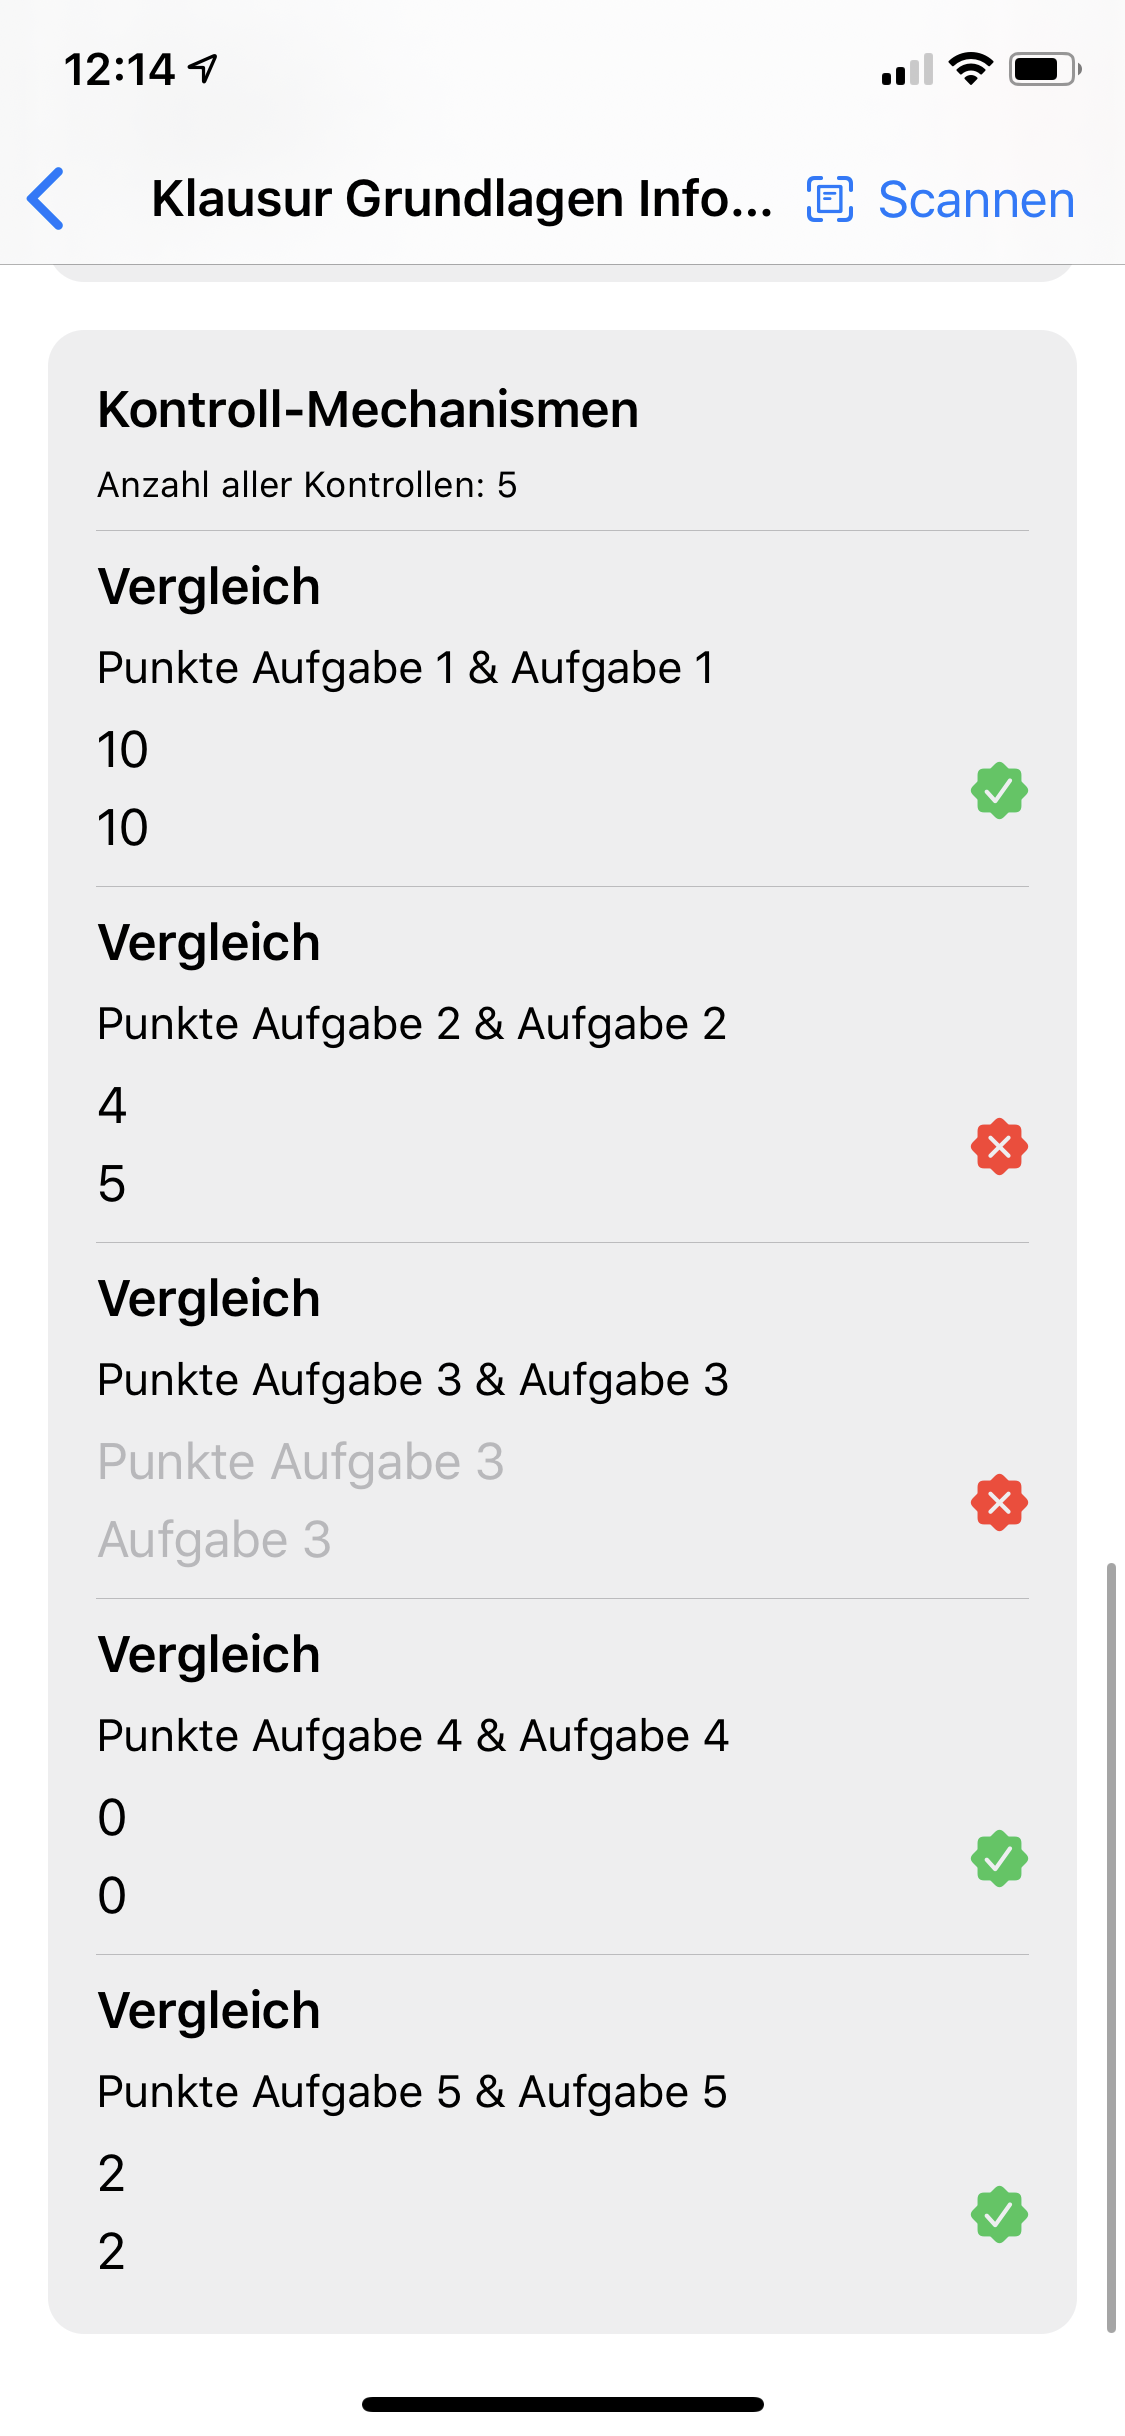 12:14
Klausur Grundlagen Info...
Scannen
Kontroll-Mechanismen
Anzahl aller Kontrollen: 5
Vergleich
Punkte Aufgabe 1 & Aufgabe 1
10
10
Vergleich
Punkte Aufgabe 2 & Aufgabe 2
4
5
Vergleich
Punkte Aufgabe 3 & Aufgabe 3
Punkte Aufgabe 3
Aufgabe 3
Vergleich
Punkte Aufgabe 4 & Aufgabe 4
0
0
Vergleich
Punkte Aufgabe 5 & Aufgabe 5
2
2